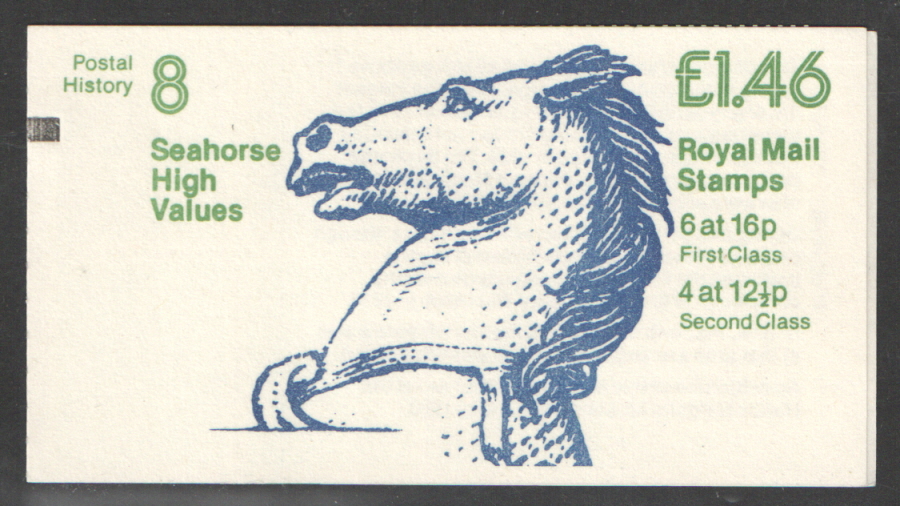 Postal
History
8
Seahorse
High
Values
£1.46
Royal Mail
Stamps
6 at 16p
First Class
4 at 12½p
Second Class